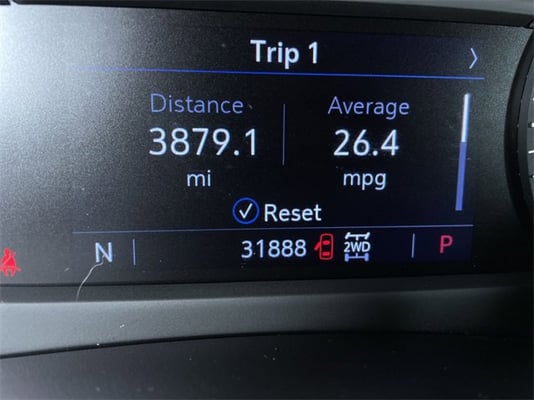 Trip 1
Distance Average
3879.1 26.4
mi mpg
Reset
N 31888 2WD P